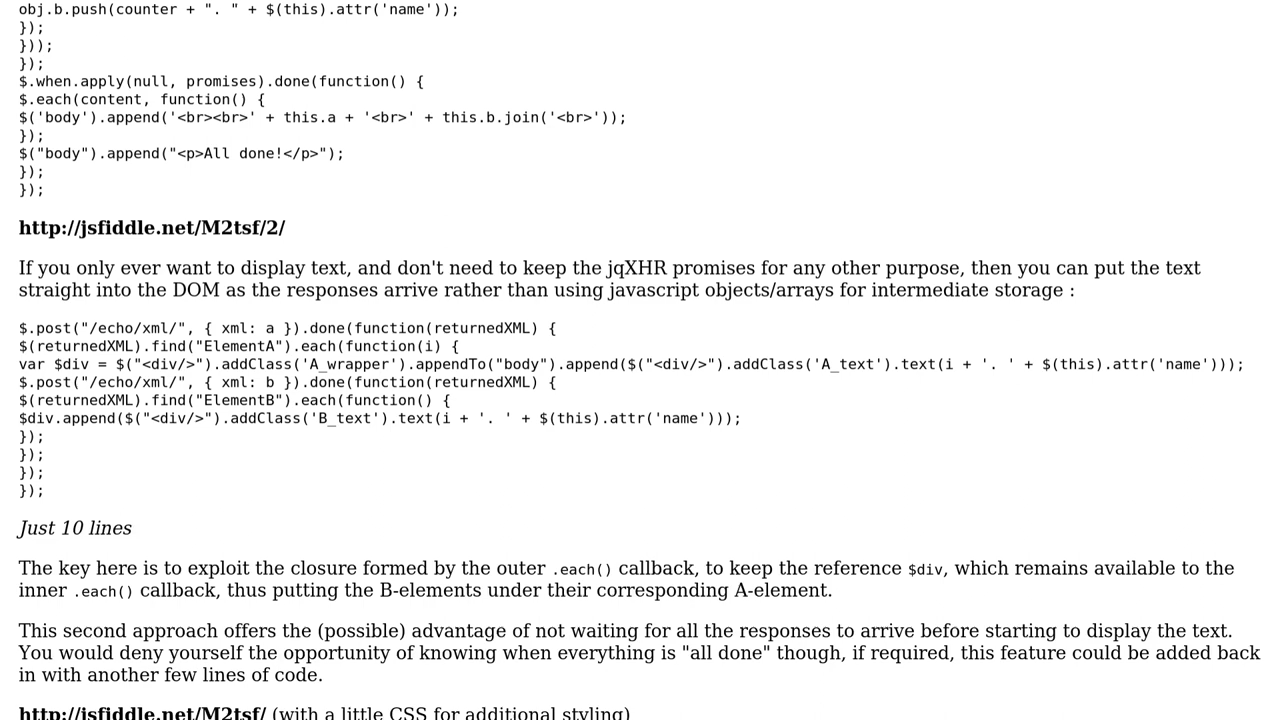 obj.b.push(counter + ". " + $(this).attr('name'));
});
}));
});
$.when.apply(null, promises).done(function() {
$.each(content, function() {
$('body').append('<br><br>' + this.a + '<br>' + this.b.join('<br>'));
});
$("body").append("<p>All done!</p>");
});
});
http://jsfiddle.net/M2tsf/2/
If you only ever want to display text, and don't need to keep the jqXHR promises for any other purpose, then you can put the text
straight into the DOM as the responses arrive rather than using javascript objects/arrays for intermediate storage :
$.post("/echo/xml/", { xml: a }).done(function(returnedXML) {
$(returnedXML).find("ElementA").each(function(i) {
var $div = $("<div/>").addClass('A_wrapper').appendTo("body").append($("<div/>").addClass('A_text').text(i + '. ' + $(this).attr('name')));
$.post("/echo/xml/", { xml: b }).done(function(returnedXML) {
$(returnedXML).find("ElementB").each(function() {
$div.append($("<div/>").addClass('B_text').text(i + '. ' + $(this).attr('name')));
});
});
});
});
Just 10 lines
The key here is to exploit the closure formed by the outer .each() callback, to keep the reference $div, which remains available to the
inner .each() callback, thus putting the B-elements under their corresponding A-element.
This second approach offers the (possible) advantage of not waiting for all the responses to arrive before starting to display the text.
You would deny yourself the opportunity of knowing when everything is "all done" though, if required, this feature could be added back
in with another few lines of code.
http://jsfiddle.net/M2tsf/ (with a little CSS for additional styling)